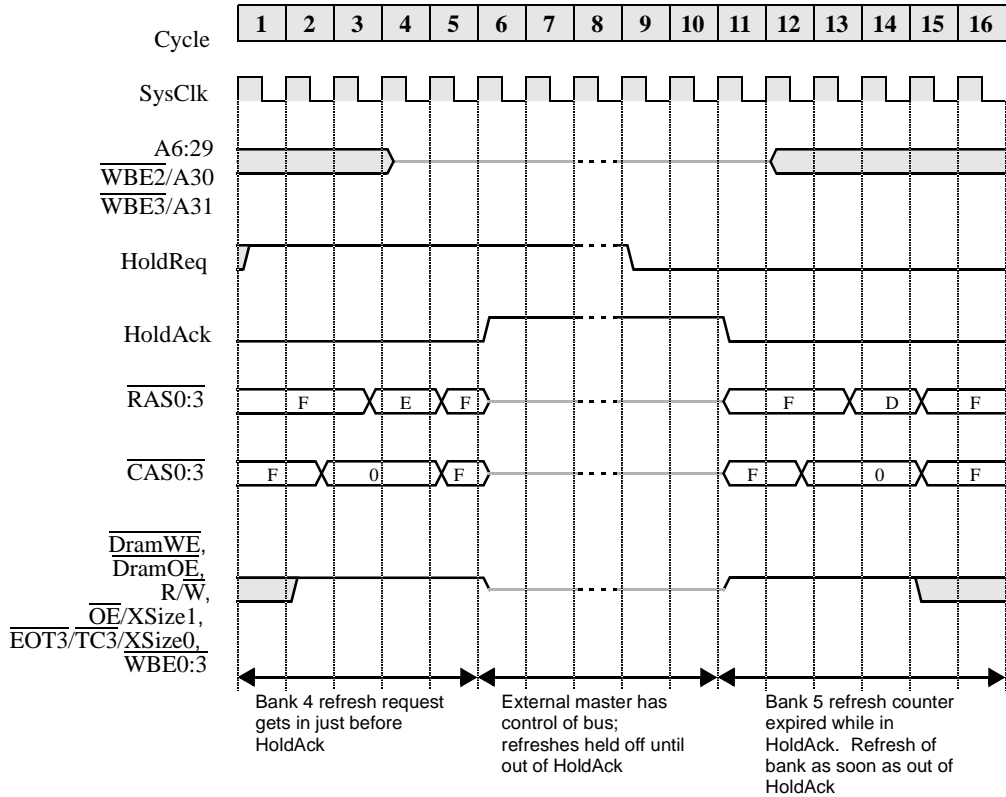 Cycle 1 2 3 4 5 6 7 8 9 10 11 12 13 14 15 16
SysClk
A6:29
WBE2/A30
WBE3/A31
HoldReq
HoldAck
RAS0:3 F E F F D F
CAS0:3 F 0 F F 0 F
DramWE,
DramOE,
R/W,
OE/XSize1,
EOT3/TC3/XSize0,
WBE0:3
Bank 4 refresh request
gets in just before
HoldAck
External master has
control of bus;
refreshes held off until
out of HoldAck
Bank 5 refresh counter
expired while in
HoldAck. Refresh of
bank as soon as out of
HoldAck